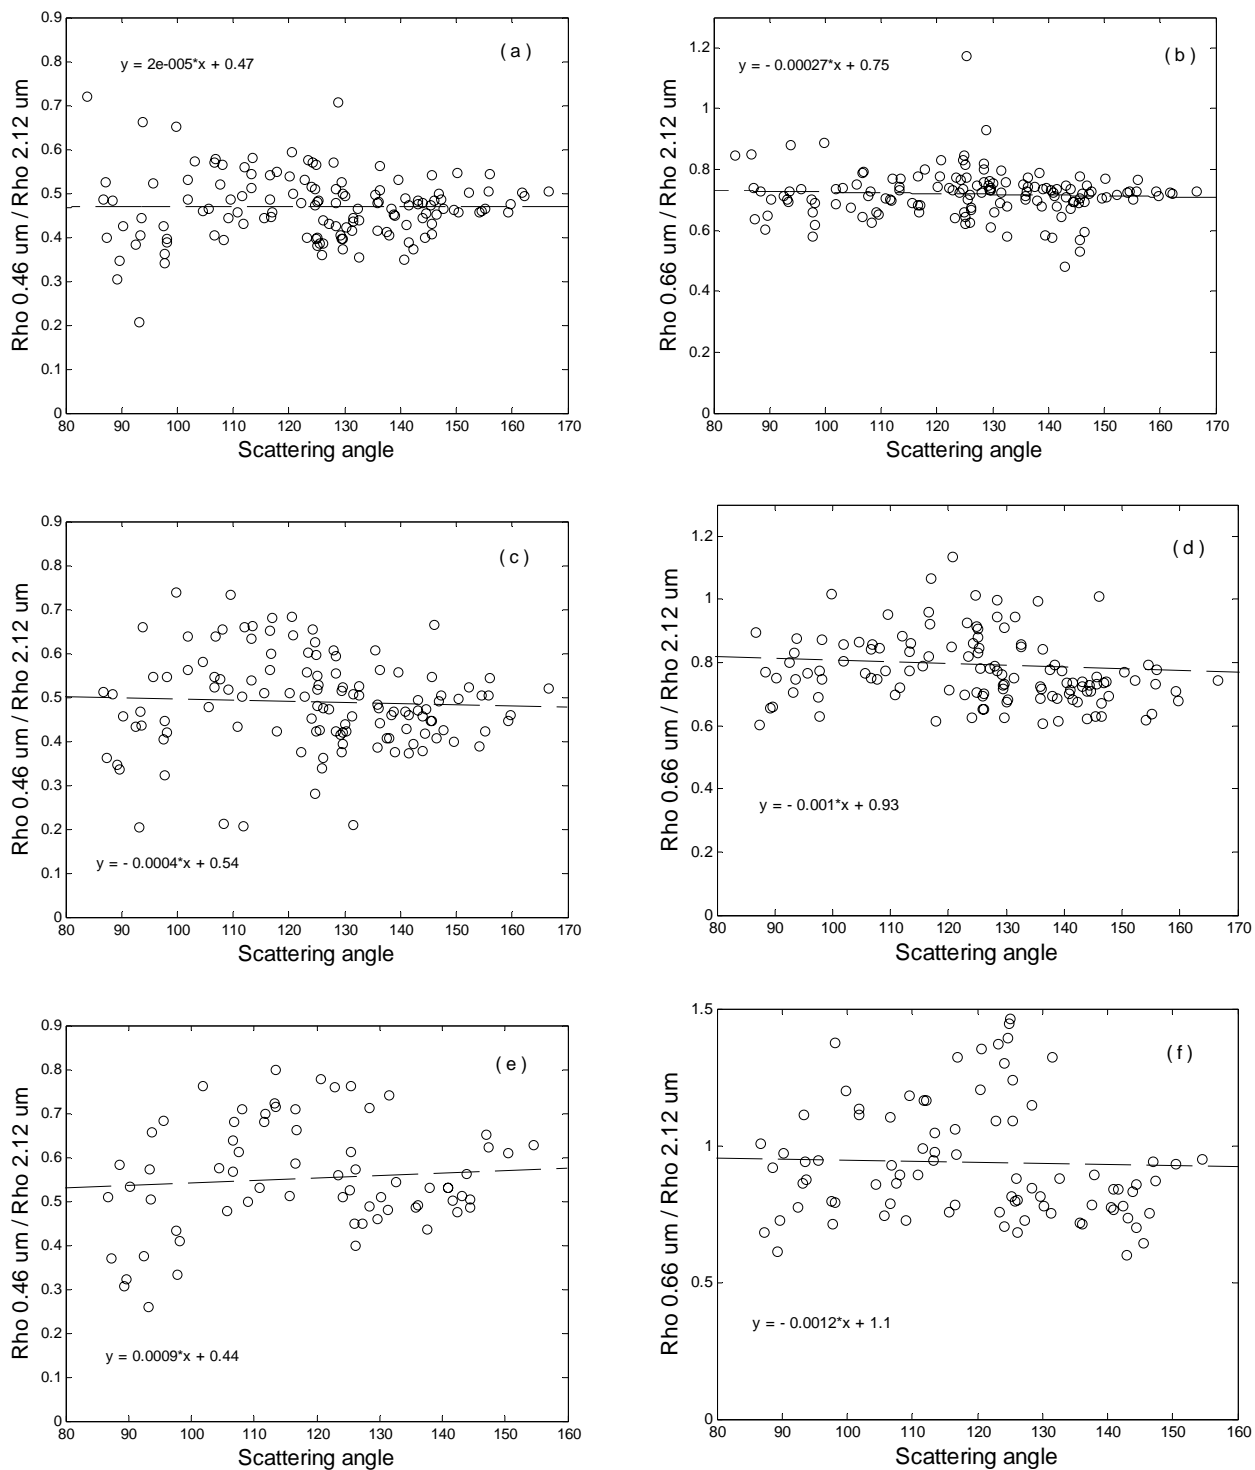 0.9
0.8
0.7
0.6
0.5
0.4
0.3
0.2
0.1
0
80 90 100 110 120 130 140 150 160 170
Rho 0.46 um / Rho 2.12 um
Scattering angle
y = 2e-005*x + 0.47
( a )
1.2
1
0.8
0.6
0.4
0.2
0
80 90 100 110 120 130 140 150 160 170
Rho 0.66 um / Rho 2.12 um
Scattering angle
y = - 0.00027*x + 0.75
( b )
0.9
0.8
0.7
0.6
0.5
0.4
0.3
0.2
0.1
0
80 90 100 110 120 130 140 150 160 170
Rho 0.46 um / Rho 2.12 um
Scattering angle
( c )
y = - 0.0004*x + 0.54
1.2
1
0.8
0.6
0.4
0.2
0
80 90 100 110 120 130 140 150 160 170
Rho 0.66 um / Rho 2.12 um
Scattering angle
( d )
y = - 0.001*x + 0.93
0.9
0.8
0.7
0.6
0.5
0.4
0.3
0.2
0.1
0
80 90 100 110 120 130 140 150 160
Rho 0.46 um / Rho 2.12 um
Scattering angle
( e )
y = 0.0009*x + 0.44
1.5
1
0.5
0
80 90 100 110 120 130 140 150 160
Rho 0.66 um / Rho 2.12 um
Scattering angle
( f )
y = - 0.0012*x + 1.1